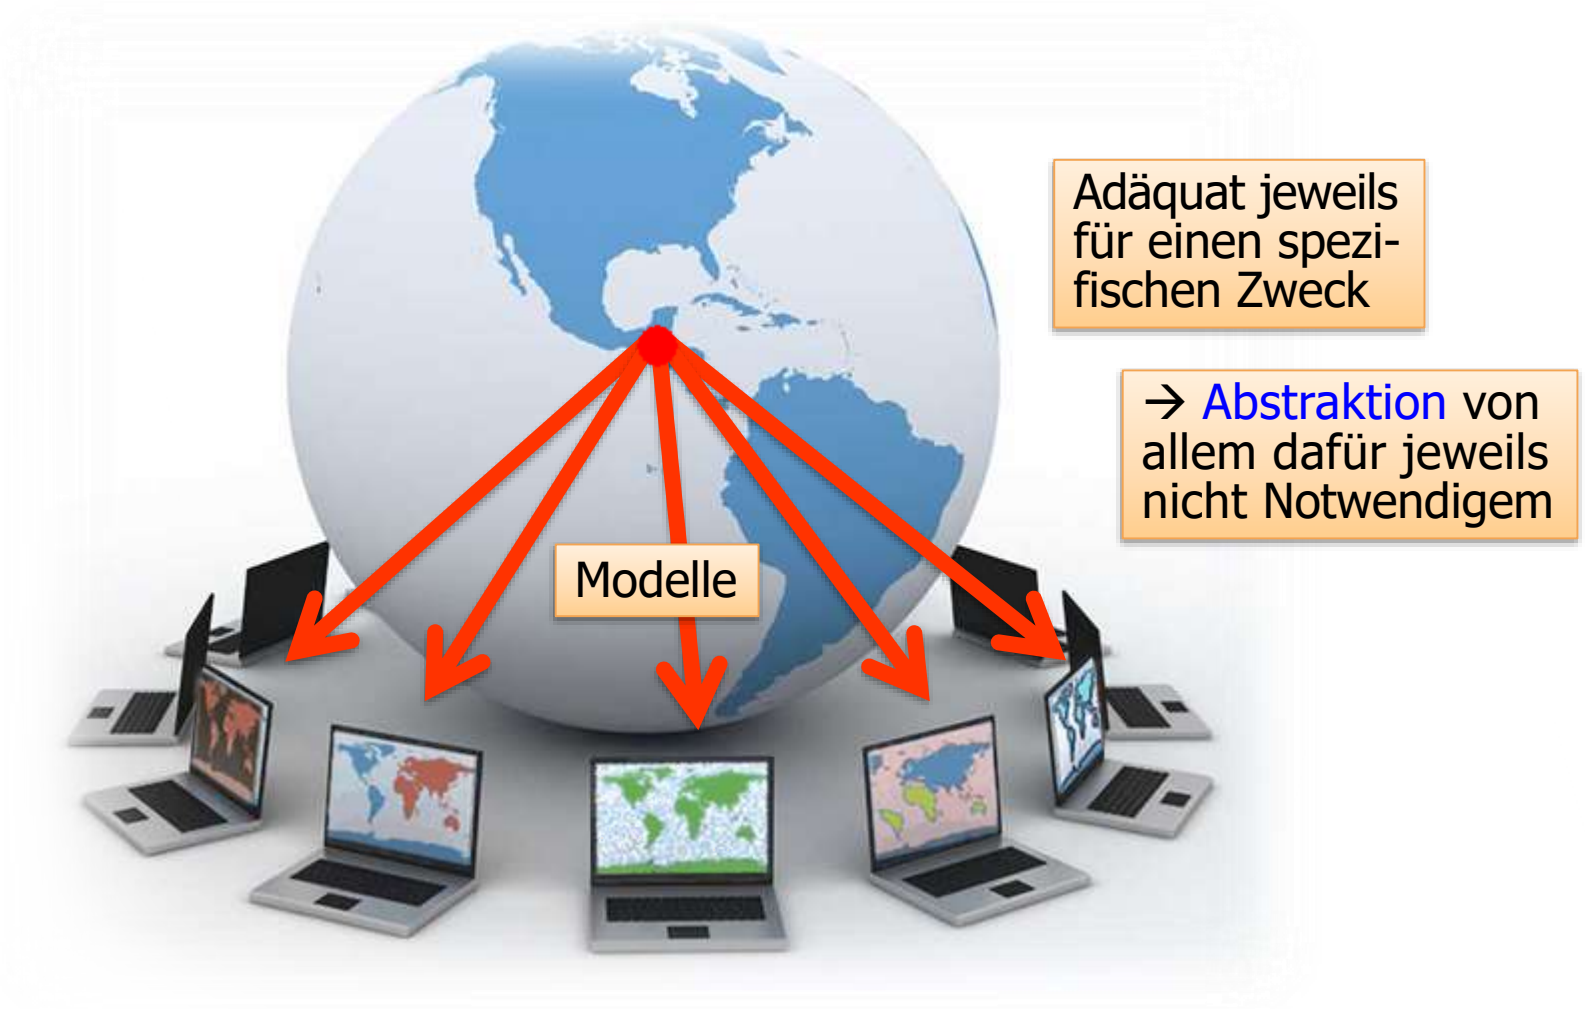 Adäquat jeweils
für einen spezi-
fischen Zweck
→ Abstraktion von
allem dafür jeweils
nicht Notwendigem
Modelle